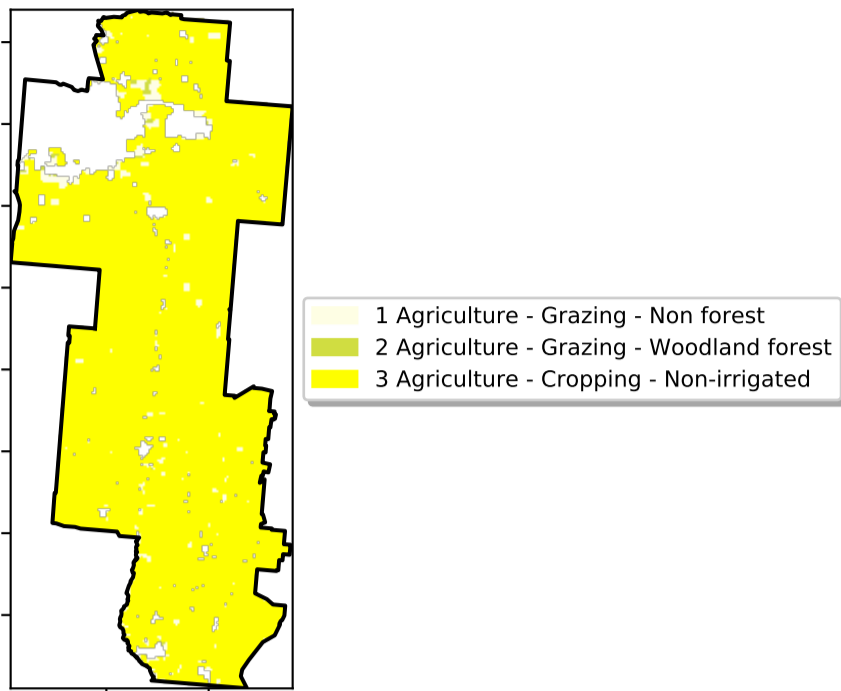 1 Agriculture - Grazing - Non forest
2 Agriculture - Grazing - Woodland forest
3 Agriculture - Cropping - Non-irrigated